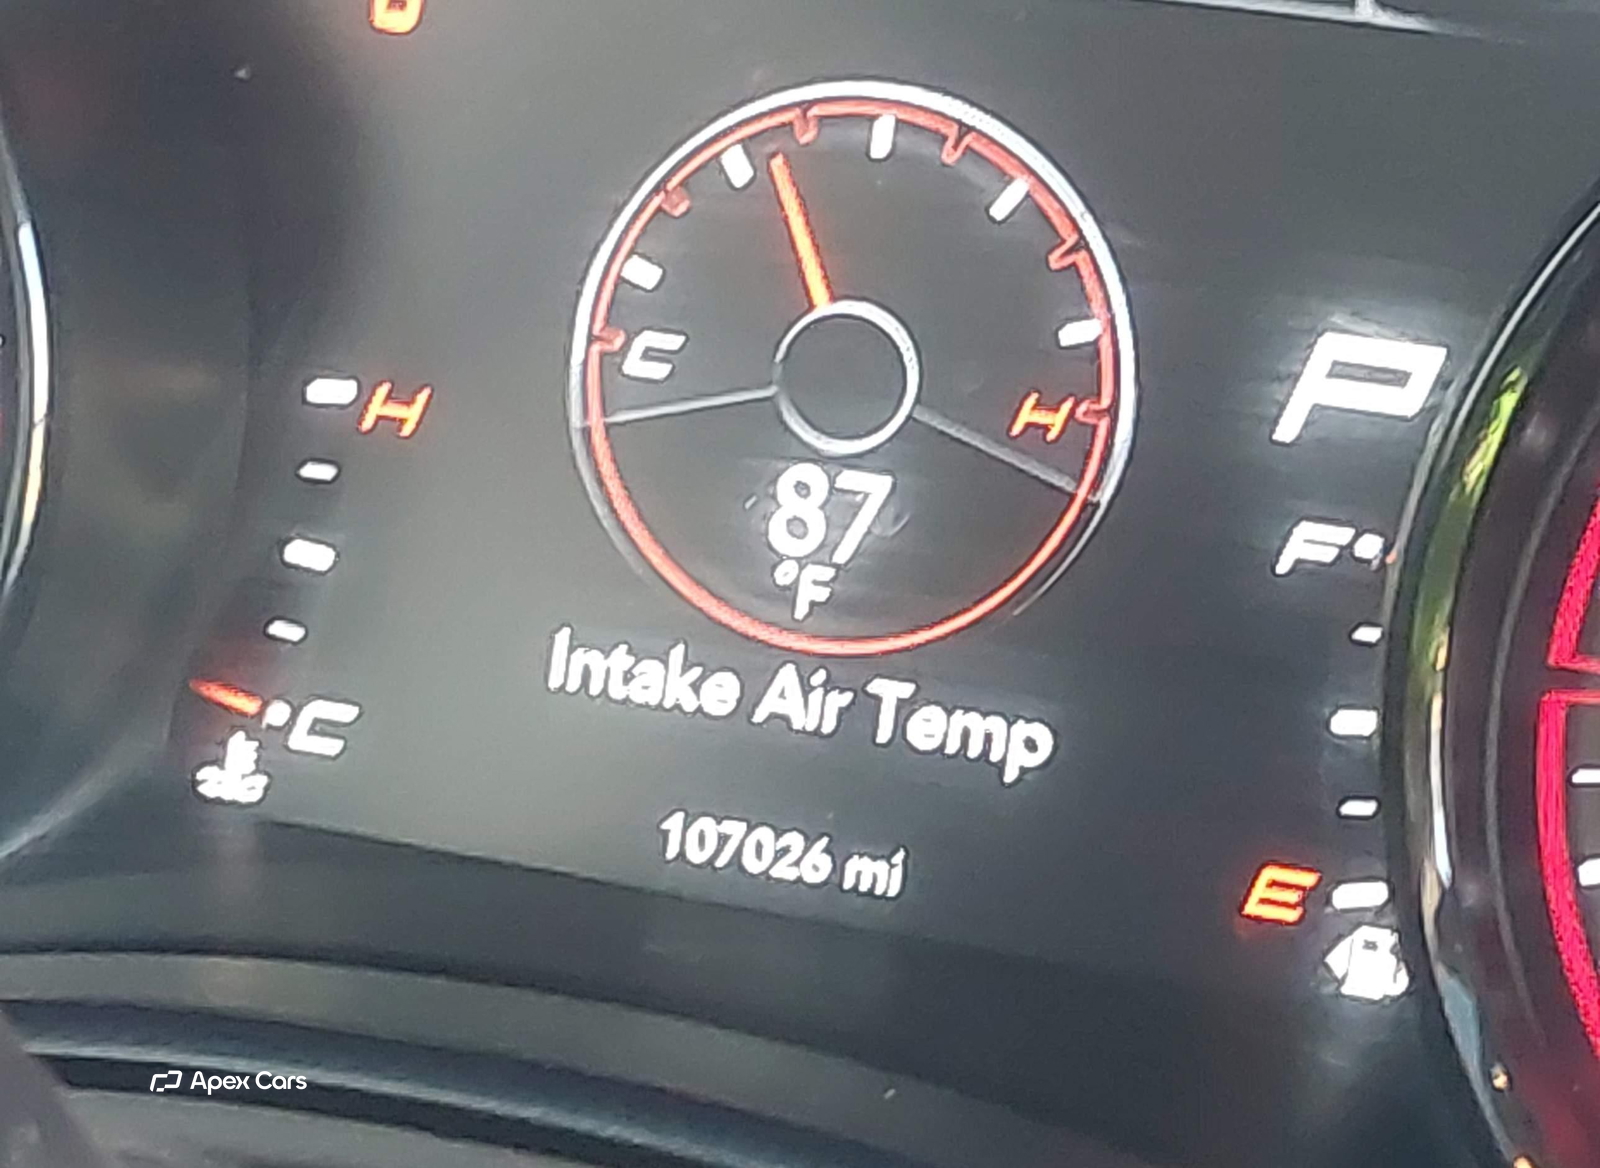 C
H
H
87
°F
P
F
C
Intake Air Temp
107026 mi
E
Apex Cars